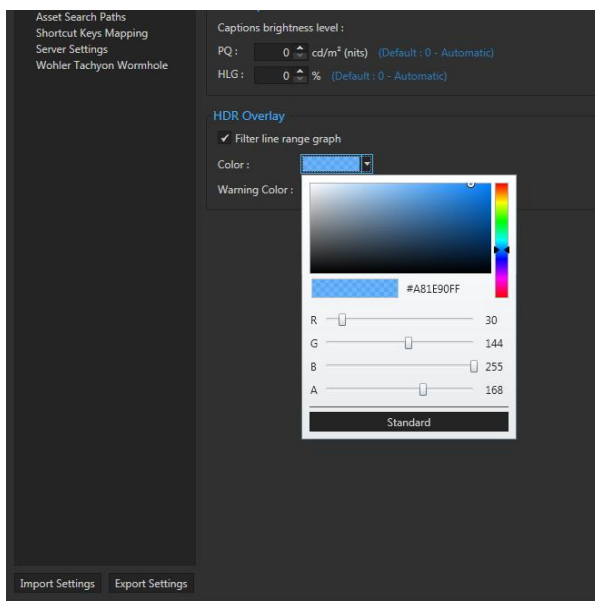 Asset Search Paths
Shortcut Keys Mapping
Server Settings
Wohler Tachyon Wormhole
Captions brightness level :
PQ : 0 cd/m² (nits) (Default : 0 - Automatic)
HLG : 0 % (Default : 0 - Automatic)
HDR Overlay
Filter line range graph
Color :
Warning Color :
#A81E90FF
R 30
G 144
B 255
A 168
Standard
Import Settings Export Settings